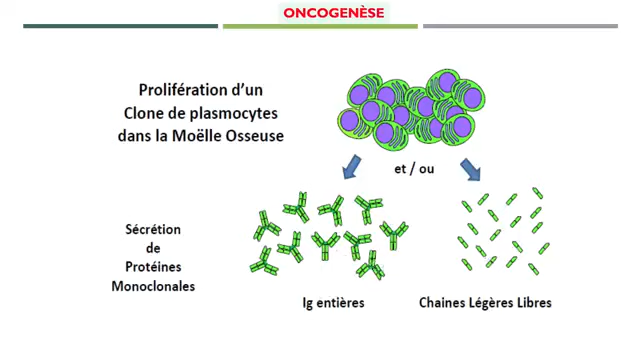 ONCOGENÈSE
Prolifération d'un
Clone de plasmocytes
dans la Moëlle Osseuse
et / ou
Sécrétion
de
Protéines
Monoclonales
Ig entières
Chaines Légères Libres